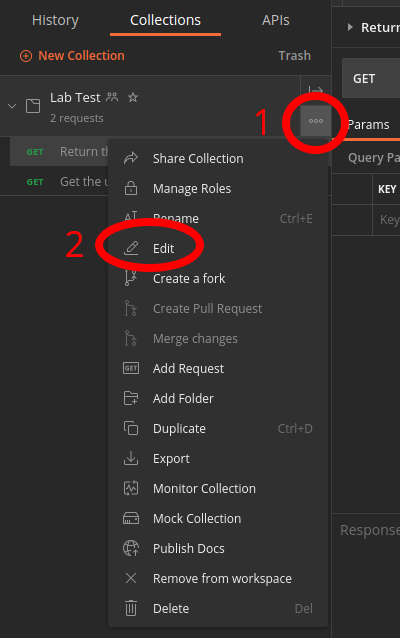 History Collections APIs
New Collection Trash
Return
Lab Test
2 requests
GET
1
Params
GET Return th
Query Pa
GET Get the u
KEY
Key
Share Collection
Manage Roles
Rename Ctrl+E
2 Edit
Create a fork
Create Pull Request
Merge changes
GET Add Request
Add Folder
Duplicate Ctrl+D
Export
Monitor Collection
Mock Collection
Response
Publish Docs
Remove from workspace
Delete Del